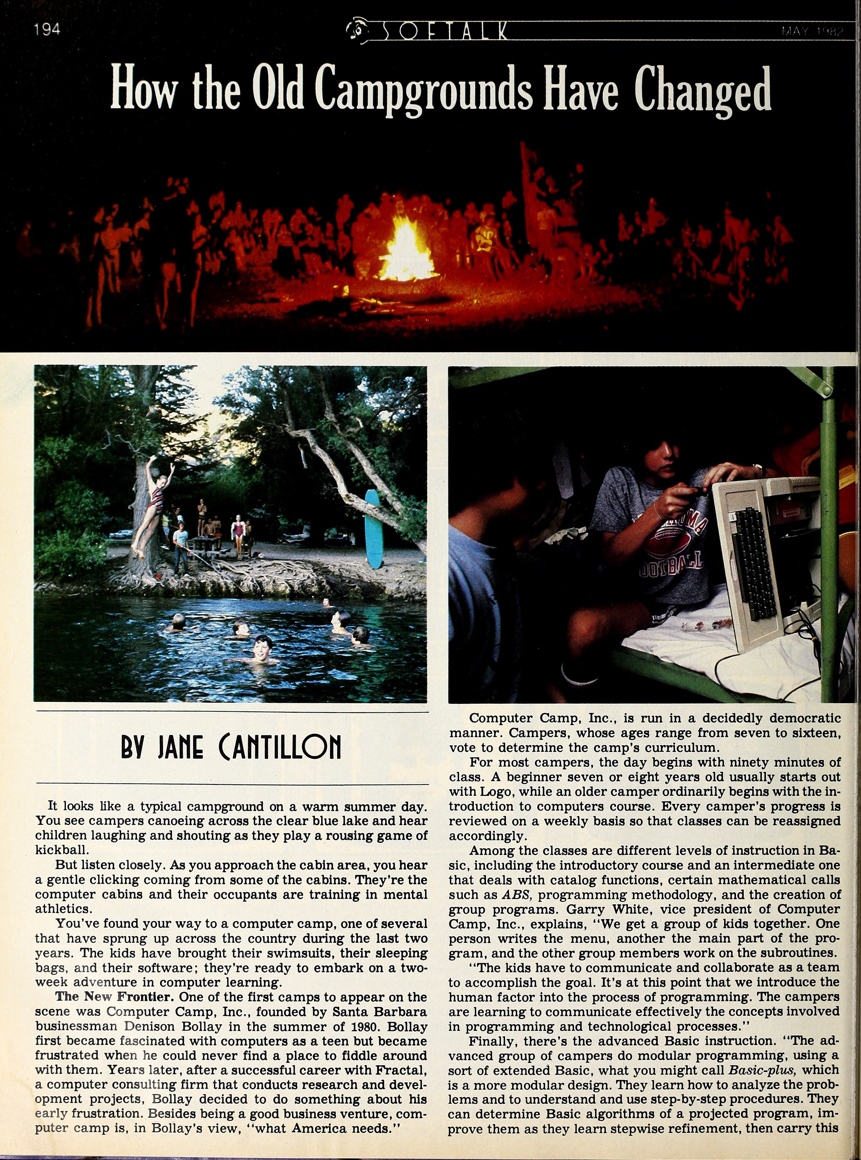 194
SOFTALK
MAY 1982
How the Old Campgrounds Have Changed
FOOTBALL
BY JANE CANTILLON
It looks like a typical campground on a warm summer day.
You see campers canoeing across the clear blue lake and hear
children laughing and shouting as they play a rousing game of
kickball.
But listen closely. As you approach the cabin area, you hear
a gentle clicking coming from some of the cabins. They're the
computer cabins and their occupants are training in mental
athletics.
You've found your way to a computer camp, one of several
that have sprung up across the country during the last two
years. The kids have brought their swimsuits, their sleeping
bags, and their software; they're ready to embark on a two-
week adventure in computer learning.
The New Frontier. One of the first camps to appear on the
scene was Computer Camp, Inc., founded by Santa Barbara
businessman Denison Bollay in the summer of 1980. Bollay
first became fascinated with computers as a teen but became
frustrated when he could never find a place to fiddle around
with them. Years later, after a successful career with Fractal,
a computer consulting firm that conducts research and devel-
opment projects, Bollay decided to do something about his
early frustration. Besides being a good business venture, com-
puter camp is, in Bollay's view, "what America needs."
Computer Camp, Inc., is run in a decidedly democratic
manner. Campers, whose ages range from seven to sixteen,
vote to determine the camp's curriculum.
For most campers, the day begins with ninety minutes of
class. A beginner seven or eight years old usually starts out
with Logo, while an older camper ordinarily begins with the in-
troduction to computers course. Every camper's progress is
reviewed on a weekly basis so that classes can be reassigned
accordingly.
Among the classes are different levels of instruction in Ba-
sic, including the introductory course and an intermediate one
that deals with catalog functions, certain mathematical calls
such as ABS, programming methodology, and the creation of
group programs. Garry White, vice president of Computer
Camp, Inc., explains, "We get a group of kids together. One
person writes the menu, another the main part of the pro-
gram, and the other group members work on the subroutines.
"The kids have to communicate and collaborate as a team
to accomplish the goal. It's at this point that we introduce the
human factor into the process of programming. The campers
are learning to communicate effectively the concepts involved
in programming and technological processes."
Finally, there's the advanced Basic instruction. "The ad-
vanced group of campers do modular programming, using a
sort of extended Basic, what you might call Basic-plus, which
is a more modular design. They learn how to analyze the prob-
lems and to understand and use step-by-step procedures. They
can determine Basic algorithms of a projected program, im-
prove them as they learn stepwise refinement, then carry this